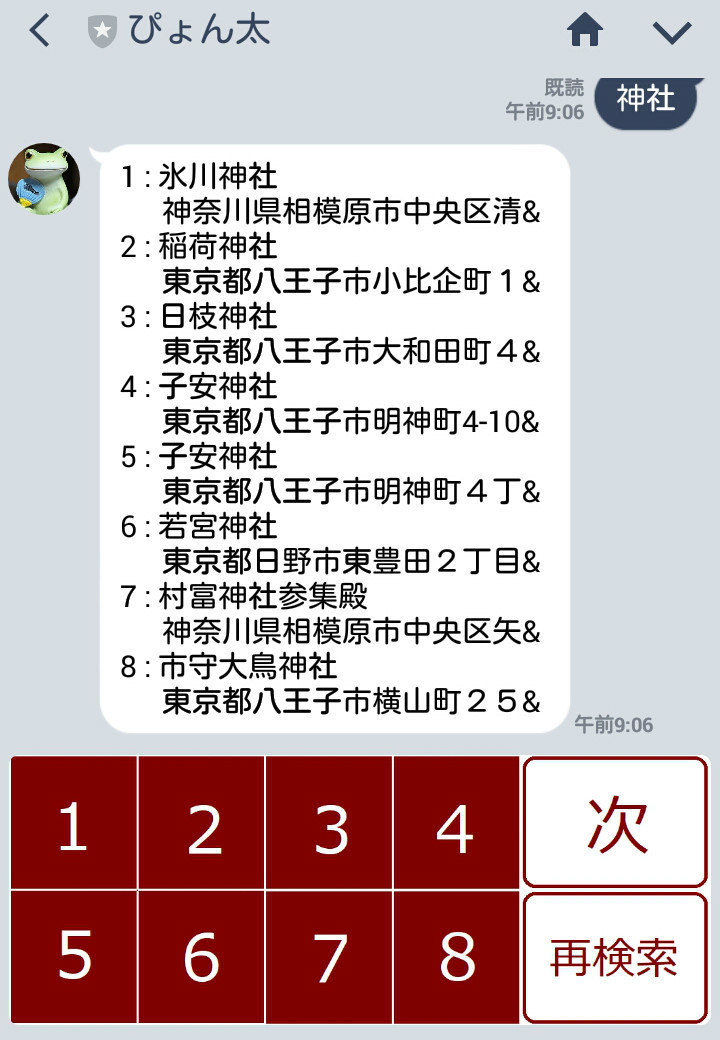 ぴょん太
既読
午前9:06
神社
1 : 氷川神社
神奈川県相模原市中央区清&
2 : 稲荷神社
東京都八王子市小比企町１&
3 : 日枝神社
東京都八王子市大和田町４&
4 : 子安神社
東京都八王子市明神町4-10&
5 : 子安神社
東京都八王子市明神町４丁&
6 : 若宮神社
東京都日野市東豊田２丁目&
7 : 村富神社参集殿
神奈川県相模原市中央区矢&
8 : 市守大鳥神社
東京都八王子市横山町２５&
午前9:06
1 2 3 4 次
5 6 7 8 再検索